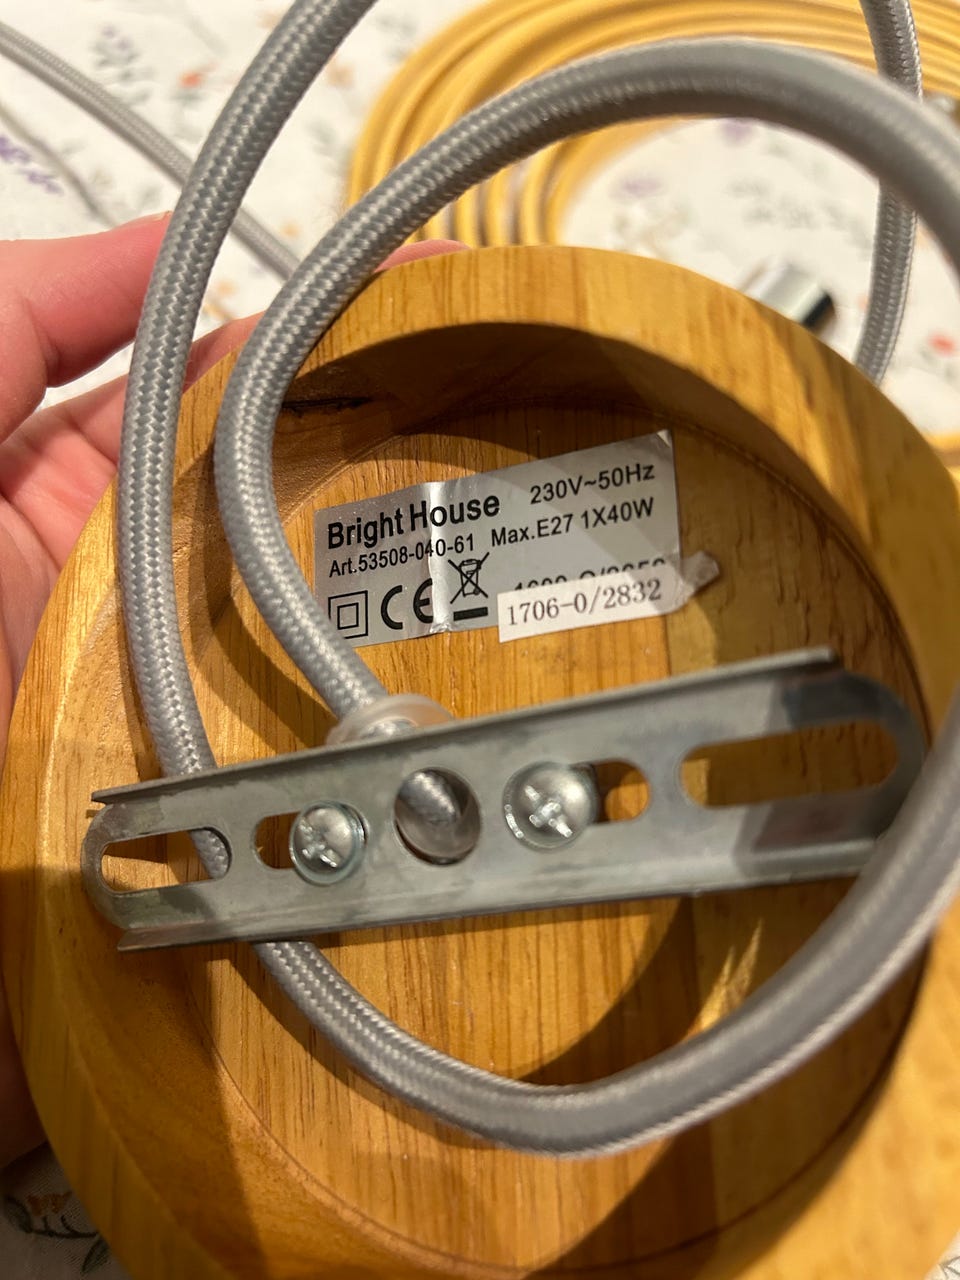 Bright House 230V~50Hz
Art.53508-040-61 Max.E27 1X40W
CE
1706-0/2832